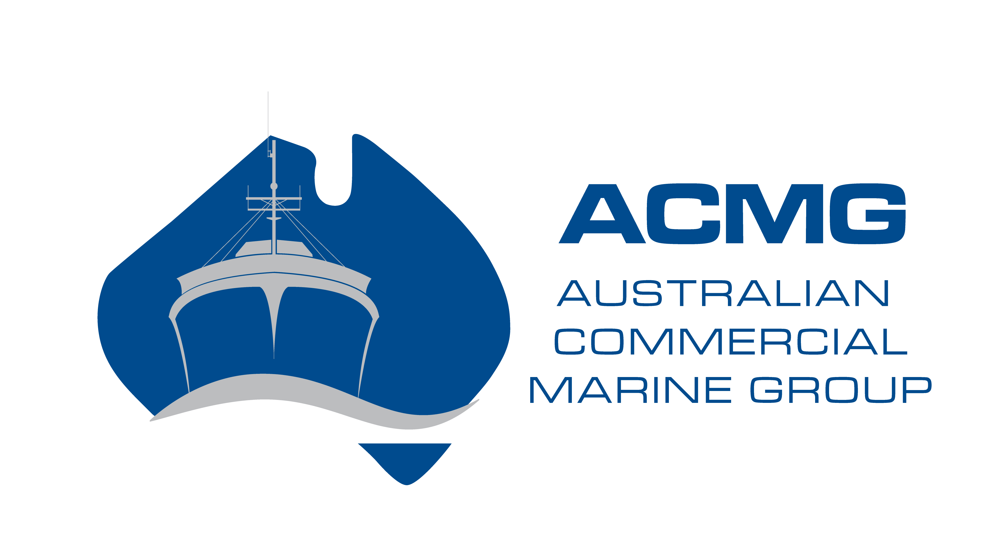 ACMG
AUSTRALIAN
COMMERCIAL
MARINE GROUP